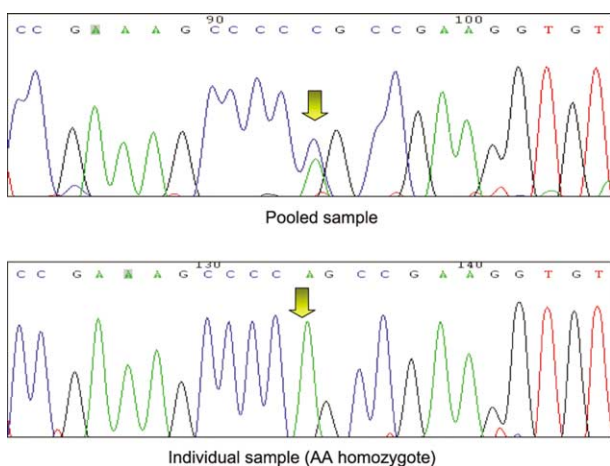 90 100
C C G A A A G C C C C C G C C G A A G G T G T
Pooled sample
130 140
C C G A A A G C C C C A G C C G A A G G T G T
Individual sample (AA homozygote)